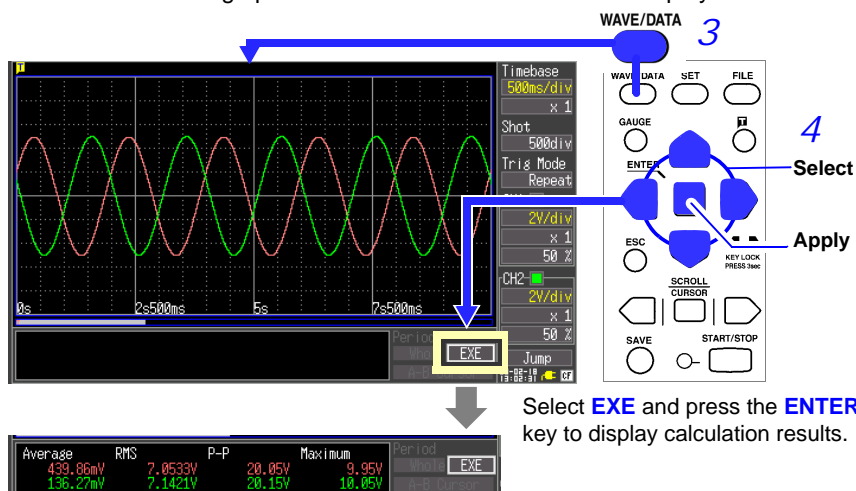 WAVE/DATA
3
T
Timebase
500ms/div
x 1
Shot
500div
Trig Mode
Repeat
2V/div
x 1
50 %
CH2-
2V/div
x 1
50 %
0s 2s500ms 5s 7s500ms
Period
EXE
Jump
13:02:31 CF
WAVE/DATA SET FILE
GAUGE T
4
ENTER
Select
Apply
ESC
KEY LOCK
PRESS 3sec
SCROLL
CURSOR
SAVE START/STOP
Select EXE and press the ENTER
key to display calculation results.
Average RMS P-P Maximum Period
439.86mV 7.0533V 20.05V 9.95V Whole EXE
136.27mV 7.1421V 20.15V 10.05V A-B Cursor